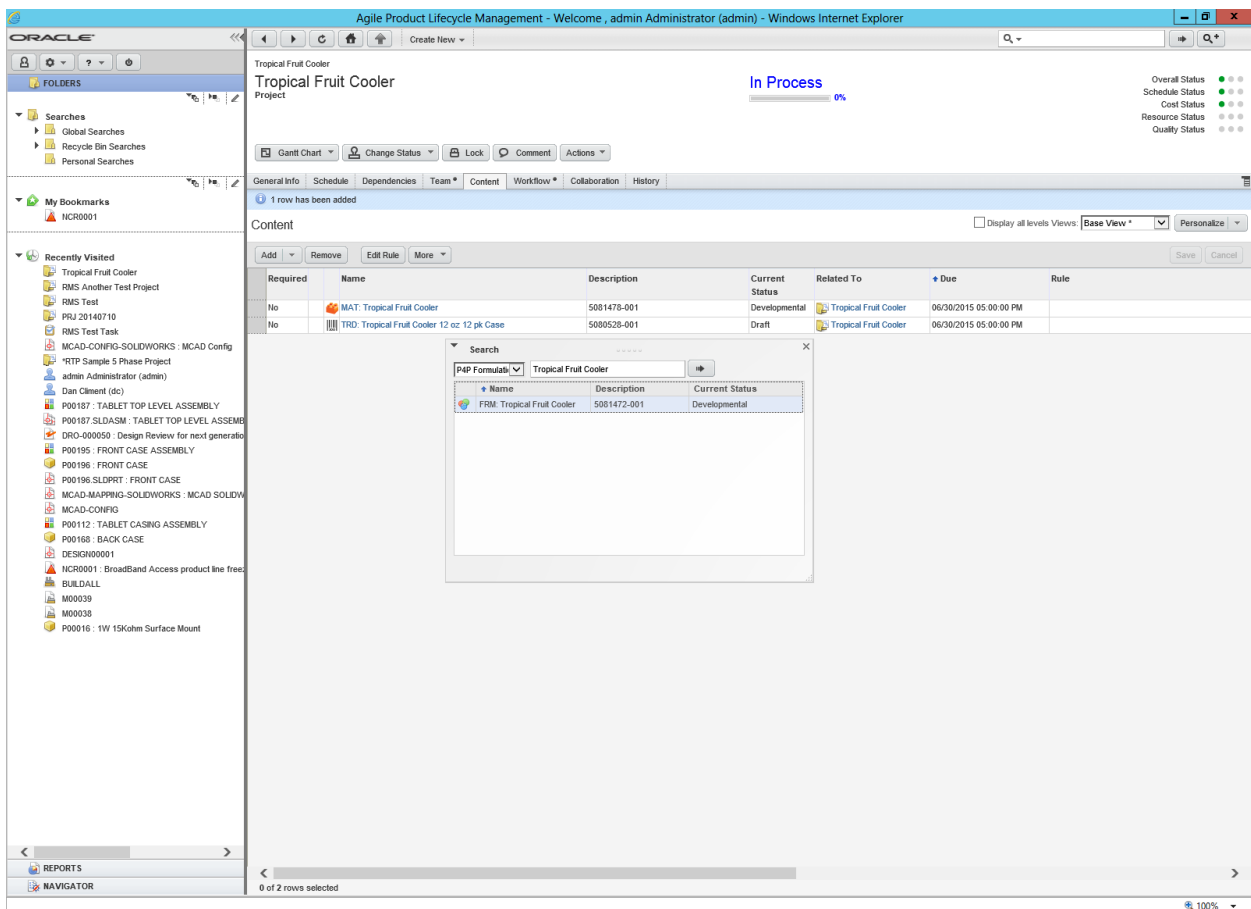 Agile Product Lifecycle Management - Welcome , admin Administrator (admin) - Windows Internet Explorer
ORACLE
Create New
FOLDERS
Searches
Global Searches
Recycle Bin Searches
Personal Searches
My Bookmarks
NCR0001
Recently Visited
Tropical Fruit Cooler
RMS Another Test Project
RMS Test
PRJ 20140710
RMS Test Task
MCAD-CONFIG-SOLIDWORKS : MCAD Config
*RTP Sample 5 Phase Project
admin Administrator (admin)
Dan Climent (dc)
P00187 : TABLET TOP LEVEL ASSEMBLY
P00187.SLDASM : TABLET TOP LEVEL ASSEMB
DRO-000050 : Design Review for next generatio
P00195 : FRONT CASE ASSEMBLY
P00196 : FRONT CASE
P00196.SLDPRT : FRONT CASE
MCAD-MAPPING-SOLIDWORKS : MCAD SOLIDW
MCAD-CONFIG
P00112 : TABLET CASING ASSEMBLY
P00168 : BACK CASE
DESIGN00001
NCR0001 : BroadBand Access product line free
BUILDALL
M00039
M00038
P00016 : 1W 15Kohm Surface Mount
REPORTS
NAVIGATOR
Tropical Fruit Cooler
Tropical Fruit Cooler
Project
In Process
0%
Overall Status
Schedule Status
Cost Status
Resource Status
Quality Status
Gantt Chart Change Status Lock Comment Actions
General Info Schedule Dependencies Team Content Workflow Collaboration History
1 row has been added
Content
Display all levels Views: Base View * Personalize
Add Remove Edit Rule More Save Cancel
Required Name Description Current Status Related To Due Rule
No MAT: Tropical Fruit Cooler 5081478-001 Developmental Tropical Fruit Cooler 06/30/2015 05:00:00 PM
No TRD: Tropical Fruit Cooler 12 oz 12 pk Case 5080528-001 Draft Tropical Fruit Cooler 06/30/2015 05:00:00 PM
Search
P4P Formulati Tropical Fruit Cooler
Name Description Current Status
FRM: Tropical Fruit Cooler 5081472-001 Developmental
0 of 2 rows selected
100%